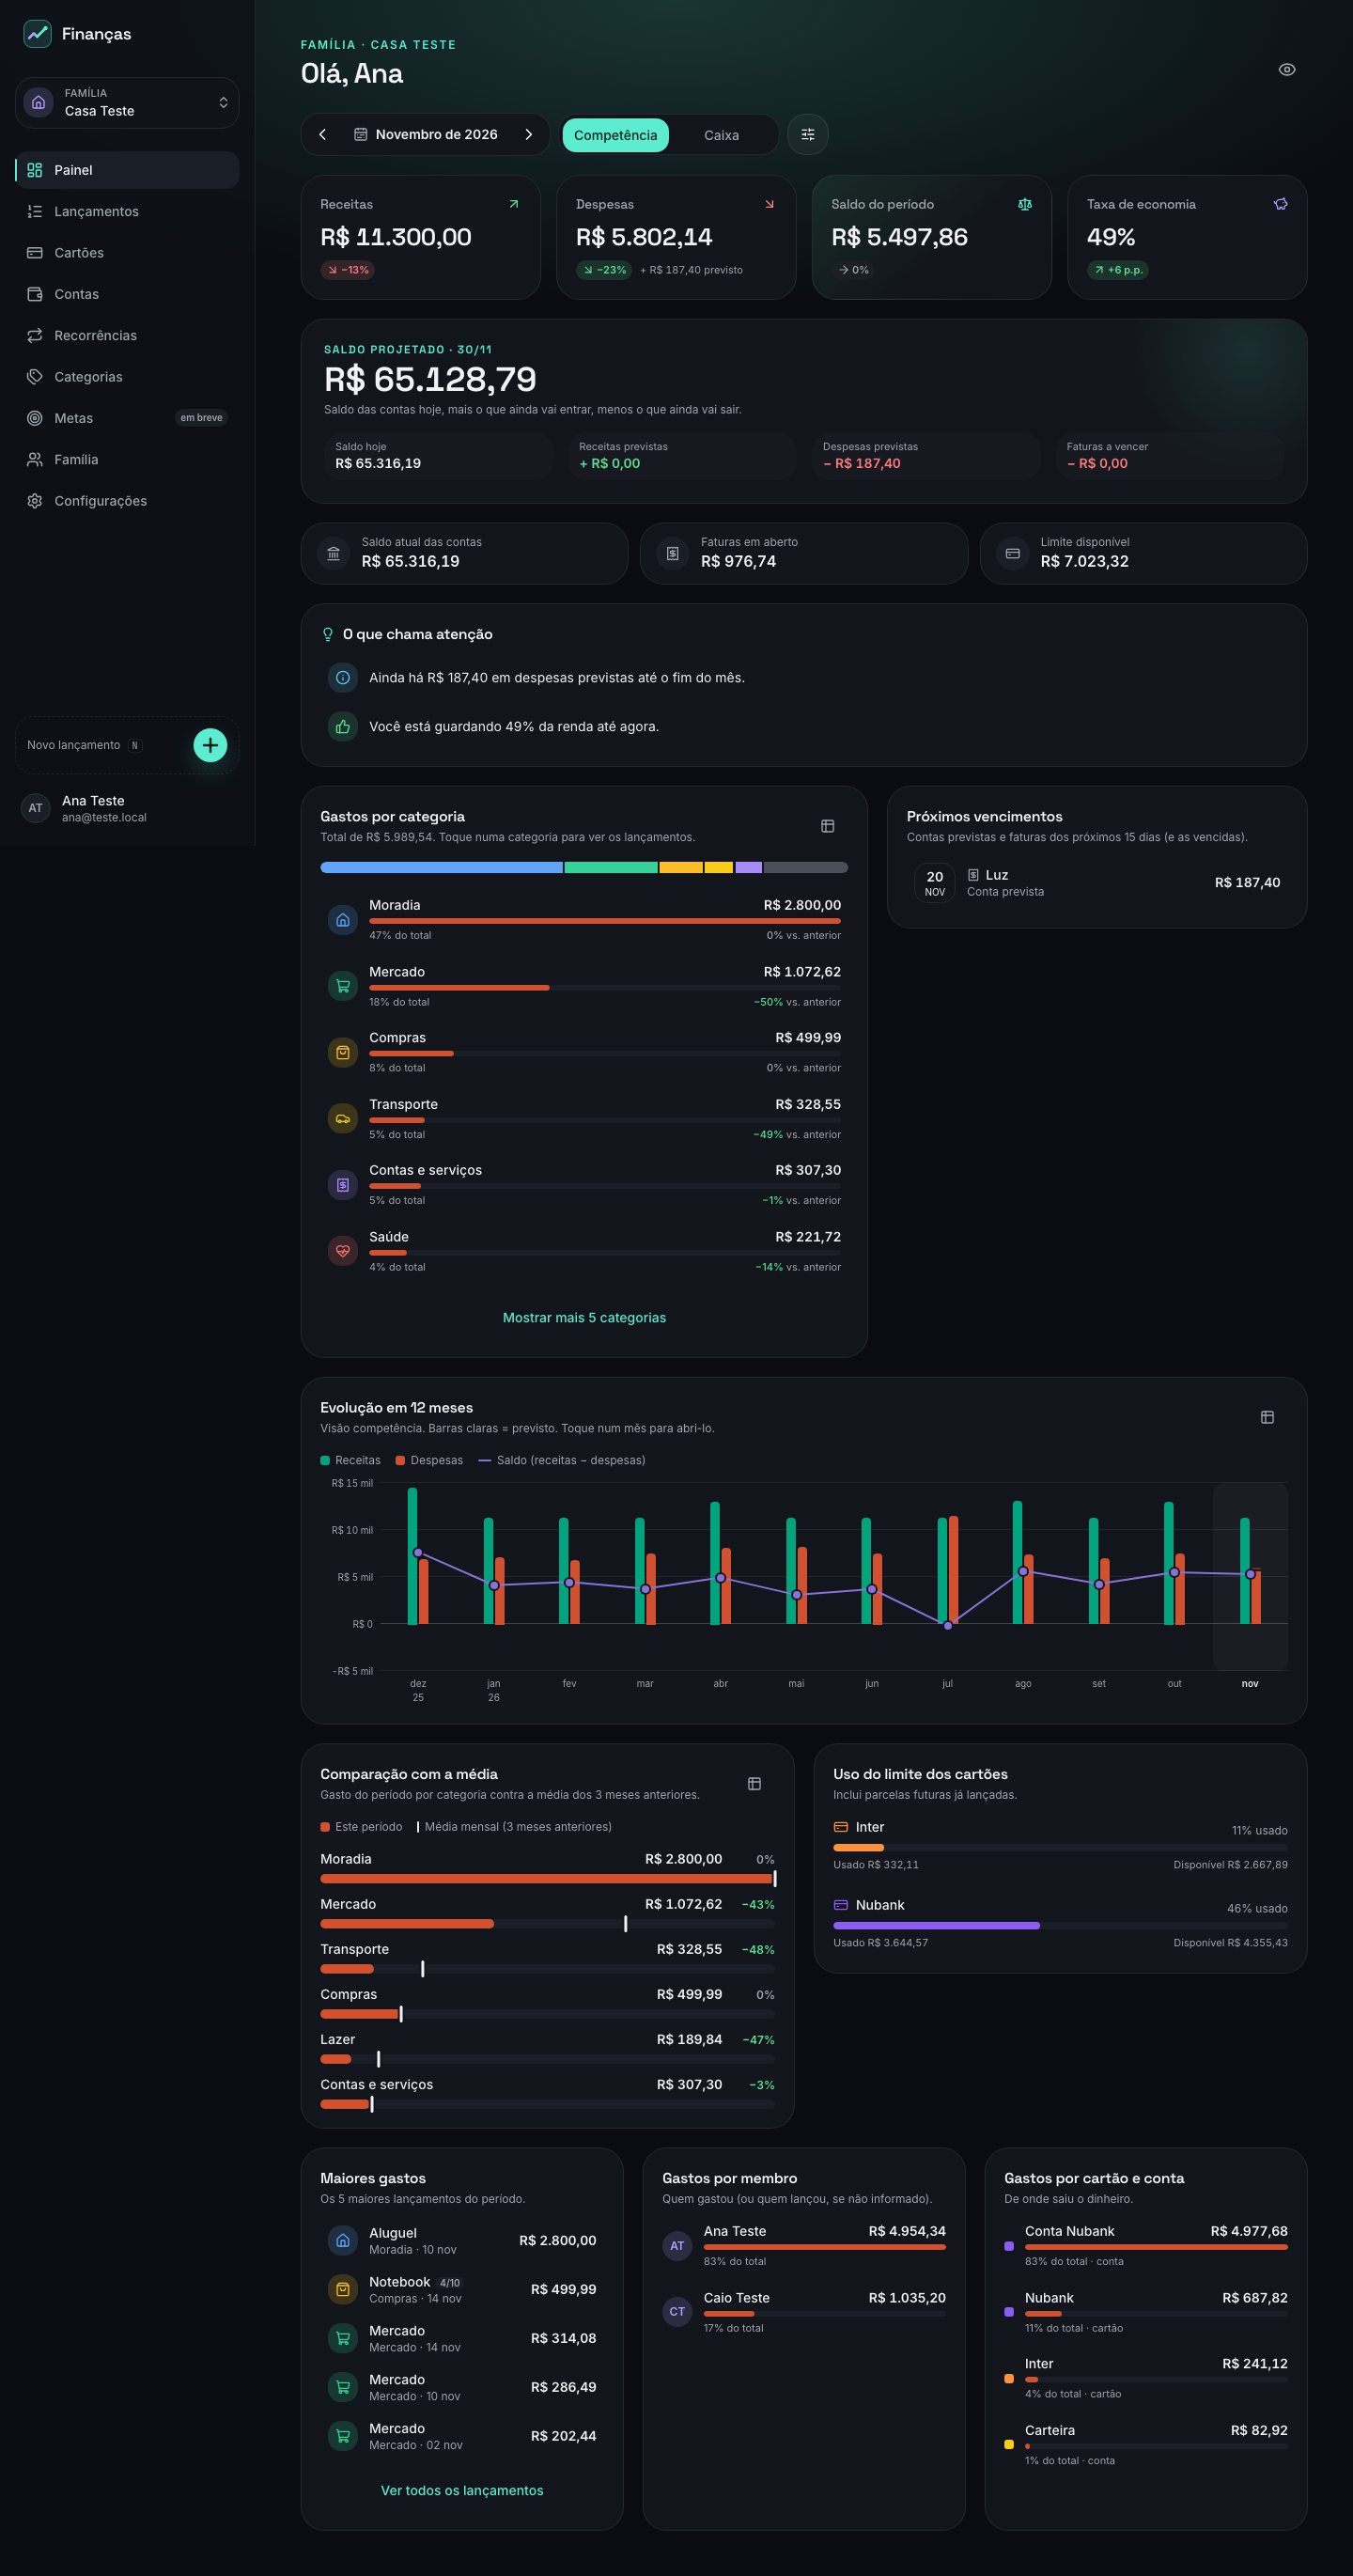 Finanças
FAMÍLIA
Casa Teste
Painel
Lançamentos
Cartões
Contas
Recorrências
Categorias
Metas em breve
Família
Configurações
Novo lançamento N
AT
Ana Teste
ana@teste.local
FAMÍLIA · CASA TESTE
Olá, Ana
Novembro de 2026
Competência
Caixa
Receitas
R$ 11.300,00
−13%
Despesas
R$ 5.802,14
−23% + R$ 187,40 previsto
Saldo do período
R$ 5.497,86
0%
Taxa de economia
49%
+6 p.p.
SALDO PROJETADO · 30/11
R$ 65.128,79
Saldo das contas hoje, mais o que ainda vai entrar, menos o que ainda vai sair.
Saldo hoje
R$ 65.316,19
Receitas previstas
+ R$ 0,00
Despesas previstas
− R$ 187,40
Faturas a vencer
− R$ 0,00
Saldo atual das contas
R$ 65.316,19
Faturas em aberto
R$ 976,74
Limite disponível
R$ 7.023,32
O que chama atenção
Ainda há R$ 187,40 em despesas previstas até o fim do mês.
Você está guardando 49% da renda até agora.
Gastos por categoria
Total de R$ 5.989,54. Toque numa categoria para ver os lançamentos.
Moradia R$ 2.800,00
47% do total 0% vs. anterior
Mercado R$ 1.072,62
18% do total −50% vs. anterior
Compras R$ 499,99
8% do total 0% vs. anterior
Transporte R$ 328,55
5% do total −49% vs. anterior
Contas e serviços R$ 307,30
5% do total −1% vs. anterior
Saúde R$ 221,72
4% do total −14% vs. anterior
Mostrar mais 5 categorias
Próximos vencimentos
Contas previstas e faturas dos próximos 15 dias (e as vencidas).
20
NOV
Luz
Conta prevista
R$ 187,40
Evolução em 12 meses
Visão competência. Barras claras = previsto. Toque num mês para abri-lo.
Receitas Despesas Saldo (receitas − despesas)
R$ 15 mil
R$ 10 mil
R$ 5 mil
R$ 0
-R$ 5 mil
dez jan fev mar abr mai jun jul ago set out nov
25 26
Comparação com a média
Gasto do período por categoria contra a média dos 3 meses anteriores.
Este período Média mensal (3 meses anteriores)
Moradia R$ 2.800,00 0%
Mercado R$ 1.072,62 −43%
Transporte R$ 328,55 −48%
Compras R$ 499,99 0%
Lazer R$ 189,84 −47%
Contas e serviços R$ 307,30 −3%
Uso do limite dos cartões
Inclui parcelas futuras já lançadas.
Inter 11% usado
Usado R$ 332,11 Disponível R$ 2.667,89
Nubank 46% usado
Usado R$ 3.644,57 Disponível R$ 4.355,43
Maiores gastos
Os 5 maiores lançamentos do período.
Aluguel R$ 2.800,00
Moradia · 10 nov
Notebook 4/10 R$ 499,99
Compras · 14 nov
Mercado R$ 314,08
Mercado · 14 nov
Mercado R$ 286,49
Mercado · 10 nov
Mercado R$ 202,44
Mercado · 02 nov
Ver todos os lançamentos
Gastos por membro
Quem gastou (ou quem lançou, se não informado).
AT
Ana Teste R$ 4.954,34
83% do total
CT
Caio Teste R$ 1.035,20
17% do total
Gastos por cartão e conta
De onde saiu o dinheiro.
Conta Nubank R$ 4.977,68
83% do total · conta
Nubank R$ 687,82
11% do total · cartão
Inter R$ 241,12
4% do total · cartão
Carteira R$ 82,92
1% do total · conta